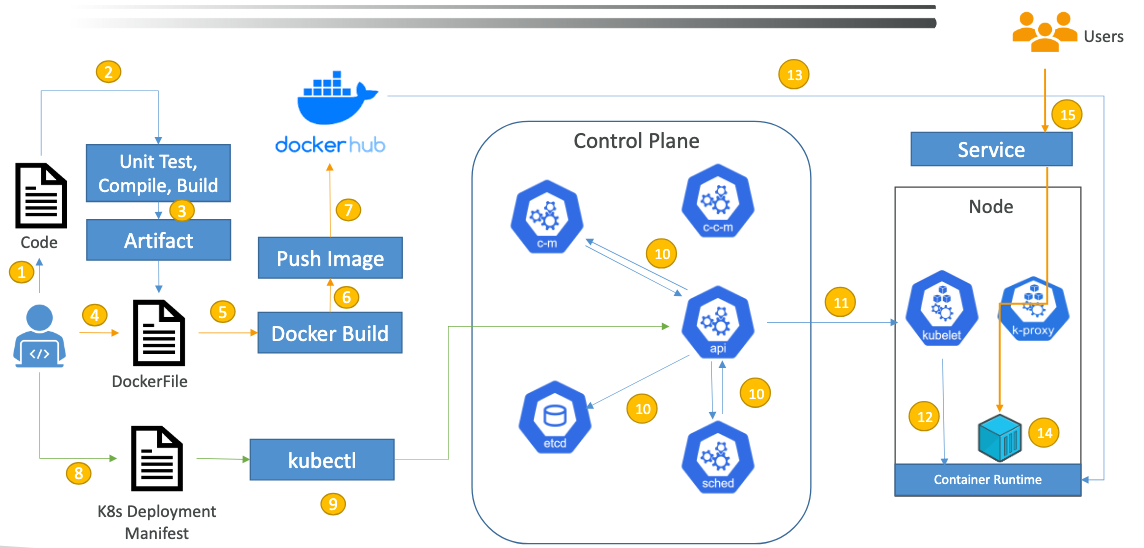 Users
2
13
15
dockerhub
Control Plane
Service
Unit Test,
Compile, Build
3
Code
Artifact
7
Node
c-m
c-c-m
10
Push Image
1
6
4
5
11
Docker Build
api
kubelet
k-proxy
DockerFile
10
10
12
14
etcd
8
kubectl
sched
Container Runtime
9
K8s Deployment
Manifest